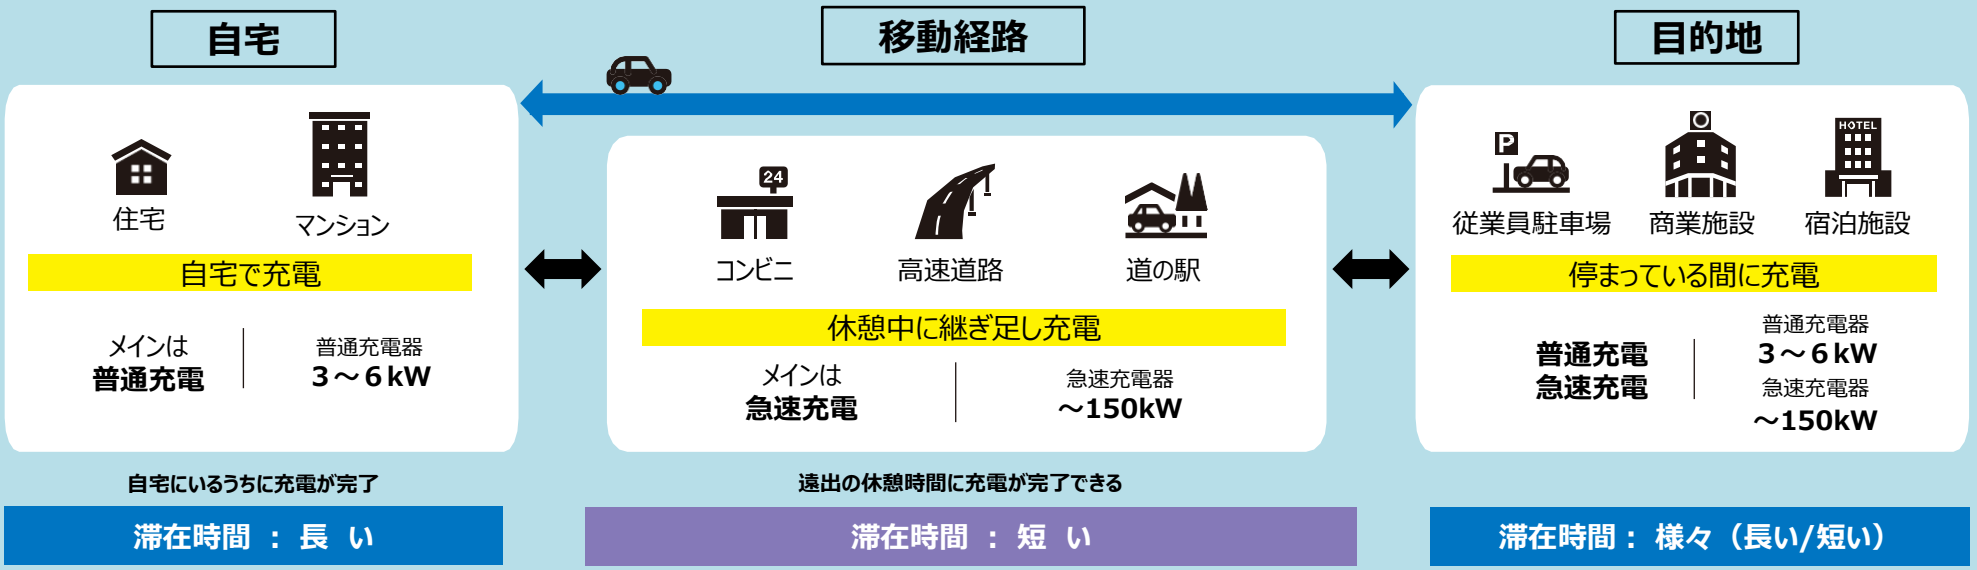 自宅
移動経路
目的地
住宅
マンション
自宅で充電
メインは
普通充電
普通充電器
3～6kW
自宅にいるうちに充電が完了
滞在時間 : 長 い
24
コンビニ
高速道路
道の駅
休憩中に継ぎ足し充電
メインは
急速充電
急速充電器
～150kW
遠出の休憩時間に充電が完了できる
滞在時間 : 短 い
P
HOTEL
従業員駐車場
商業施設
宿泊施設
停まっている間に充電
普通充電
急速充電
普通充電器
3～6kW
急速充電器
～150kW
滞在時間: 様々（長い/短い）